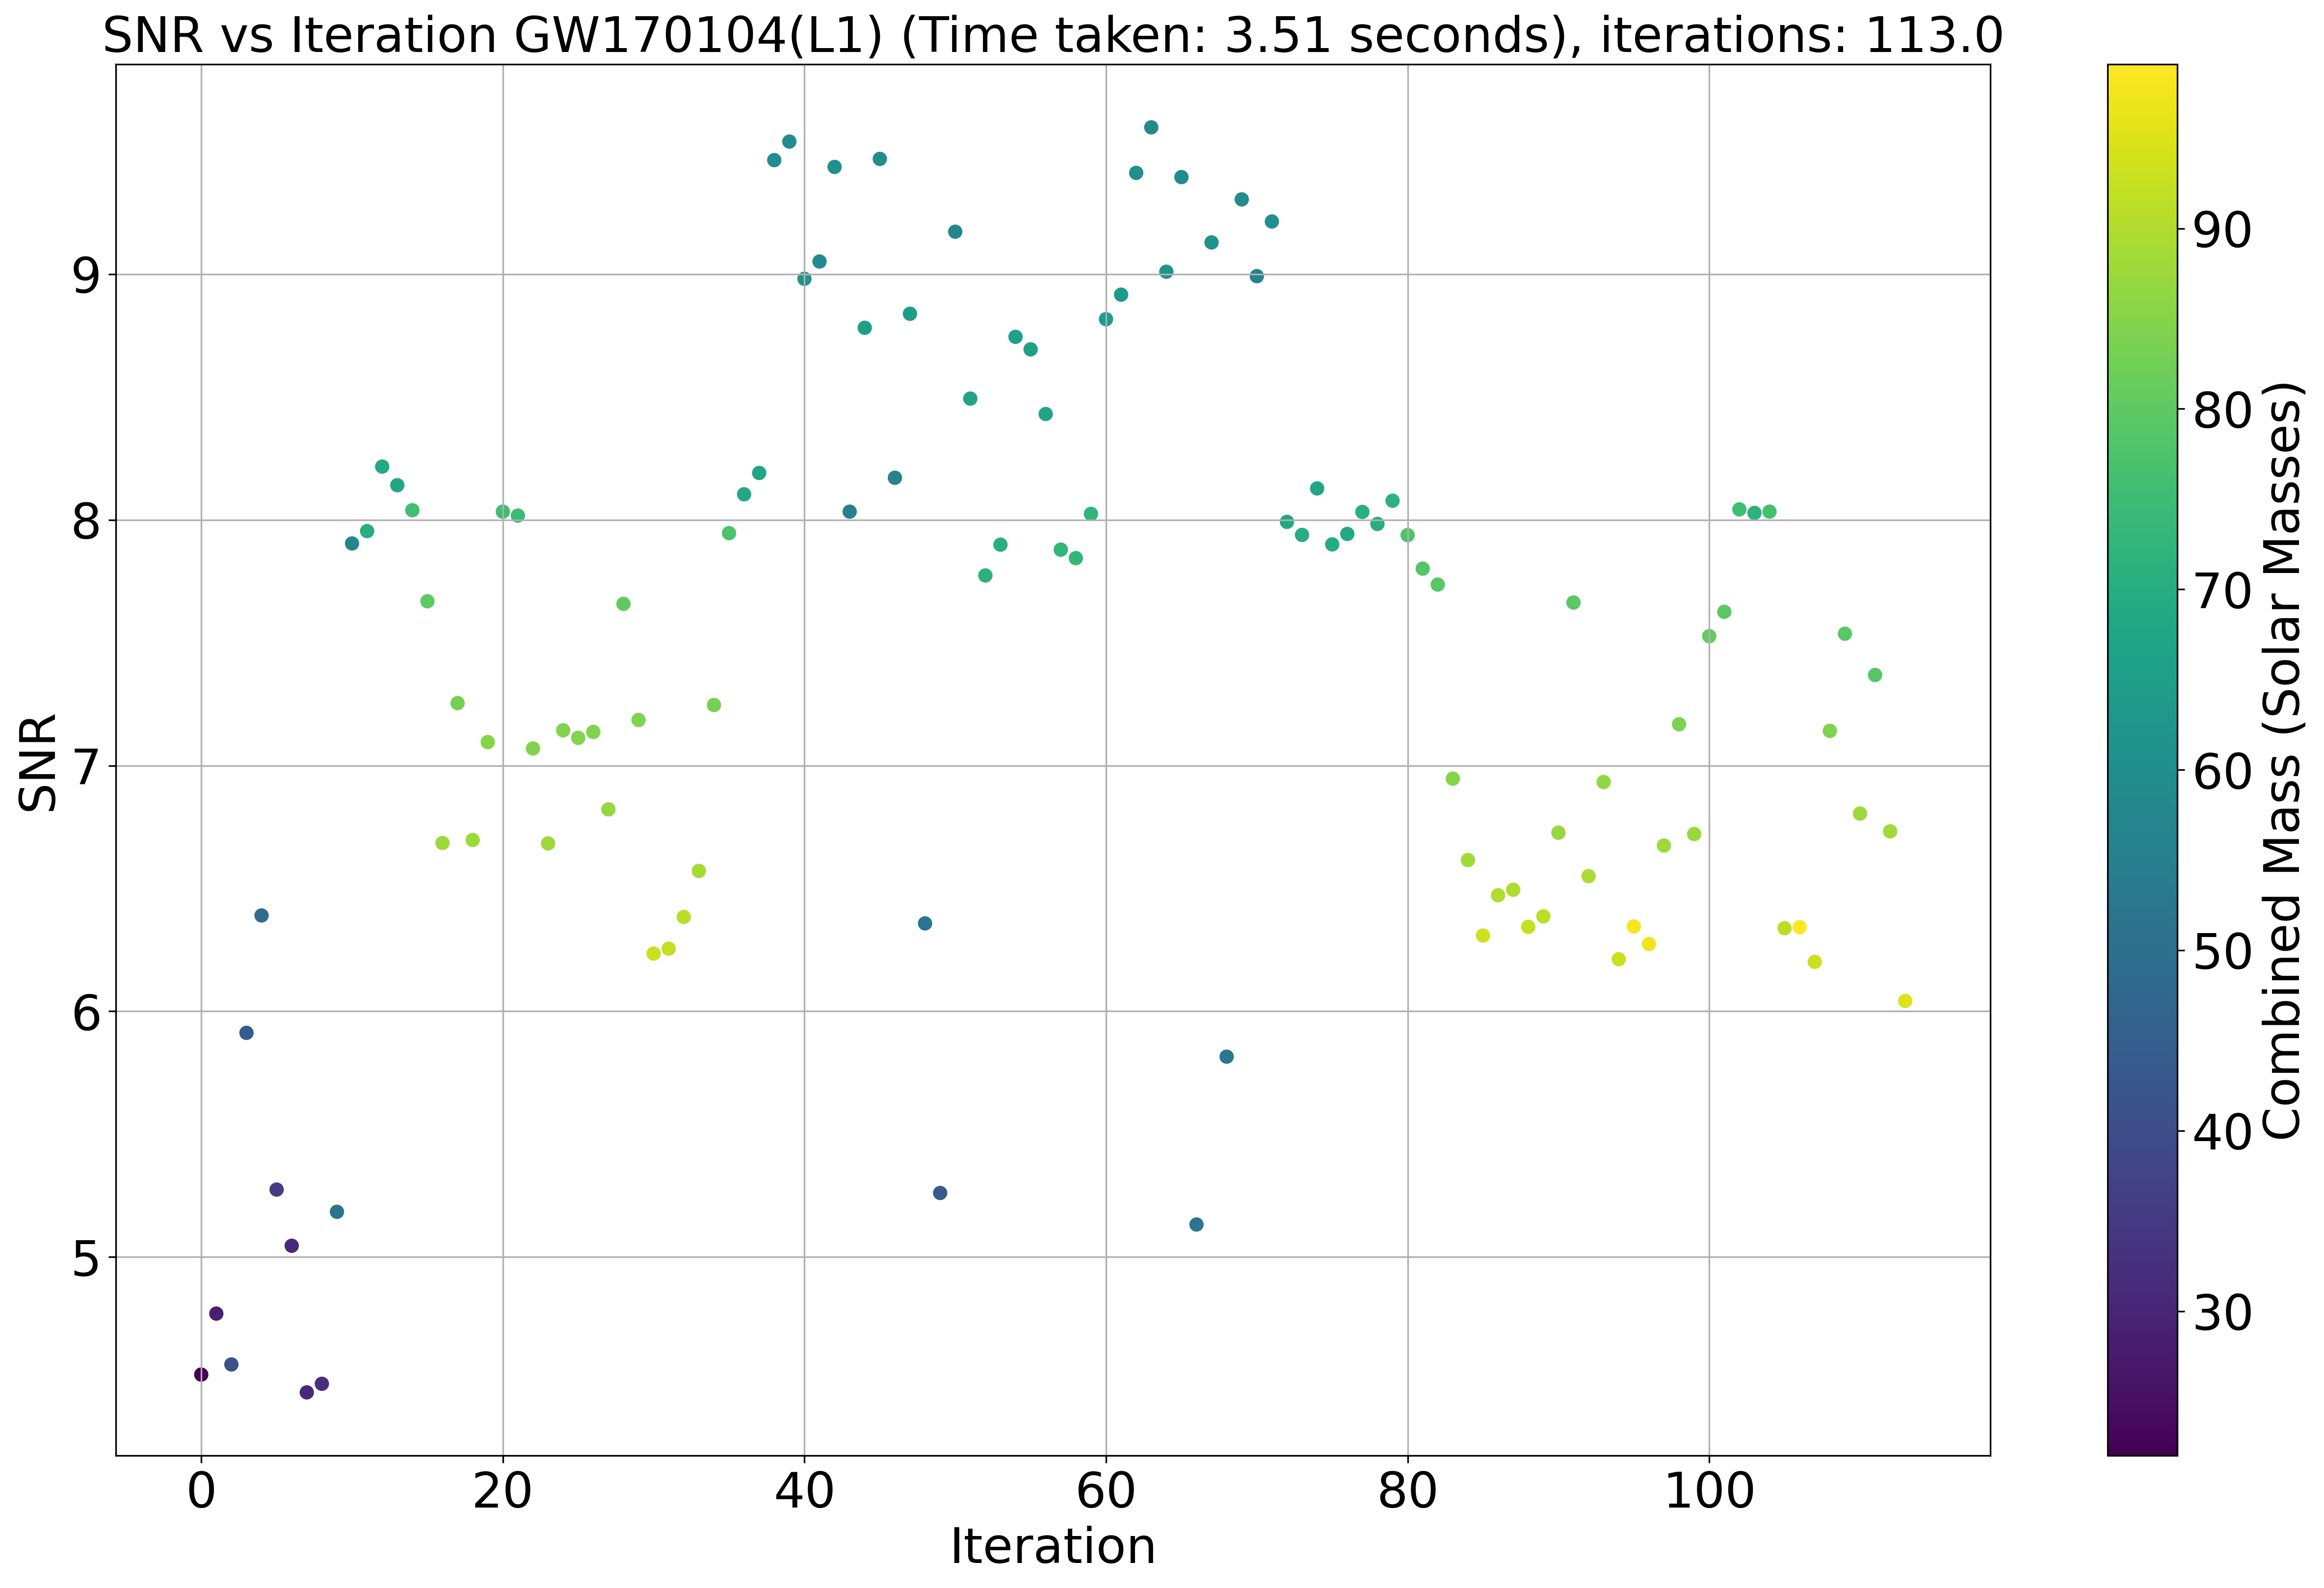 SNR vs Iteration GW170104(L1) (Time taken: 3.51 seconds), iterations: 113.0
SNR
9
8
7
6
5
0 20 40 60 80 100
Iteration
90
80
70
60
50
40
30
Combined Mass (Solar Masses)